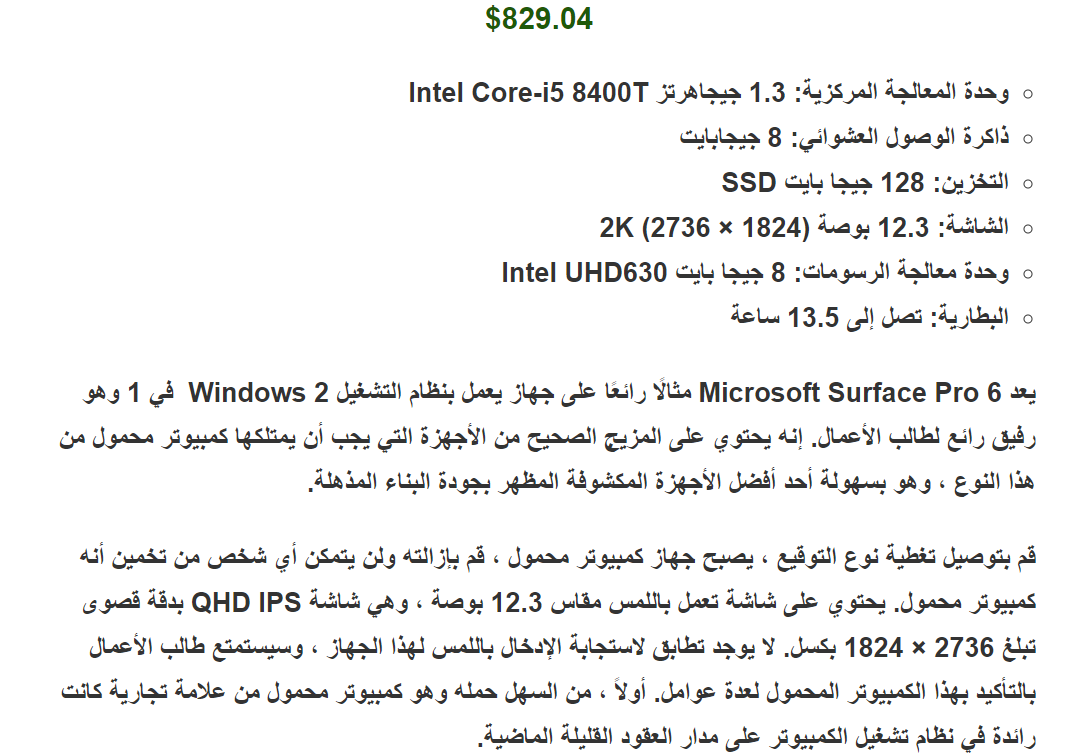 $829.04
وحدة المعالجة المركزية: 1.3 جيجاهرتز Intel Core-i5 8400T
ذاكرة الوصول العشوائي: 8 جيجابايت
التخزين: 128 جيجا بايت SSD
الشاشة: 12.3 بوصة 2K (2736 × 1824)
وحدة معالجة الرسومات: 8 جيجا بايت Intel UHD630
البطارية: تصل إلى 13.5 ساعة
يعد Microsoft Surface Pro 6 مثالًا رائعًا على جهاز يعمل بنظام التشغيل Windows 2 في 1 وهو
رفيق رائع لطالب الأعمال. إنه يحتوي على المزيج الصحيح من الأجهزة التي يجب أن يمتلكها كمبيوتر محمول من
هذا النوع ، وهو بسهولة أحد أفضل الأجهزة المكشوفة المظهر بجودة البناء المذهلة.
قم بتوصيل تغطية نوع التوقيع ، يصبح جهاز كمبيوتر محمول ، قم بإزالته ولن يتمكن أي شخص من تخمين أنه
كمبيوتر محمول. يحتوي على شاشة تعمل باللمس مقاس 12.3 بوصة ، وهي شاشة QHD IPS بدقة قصوى
تبلغ 2736 × 1824 بكسل. لا يوجد تطابق لاستجابة الإدخال باللمس لهذا الجهاز ، وسيستمتع طالب الأعمال
بالتأكيد بهذا الكمبيوتر المحمول لعدة عوامل. أولاً ، من السهل حمله وهو كمبيوتر محمول من علامة تجارية كانت
رائدة في نظام تشغيل الكمبيوتر على مدار العقود القليلة الماضية.